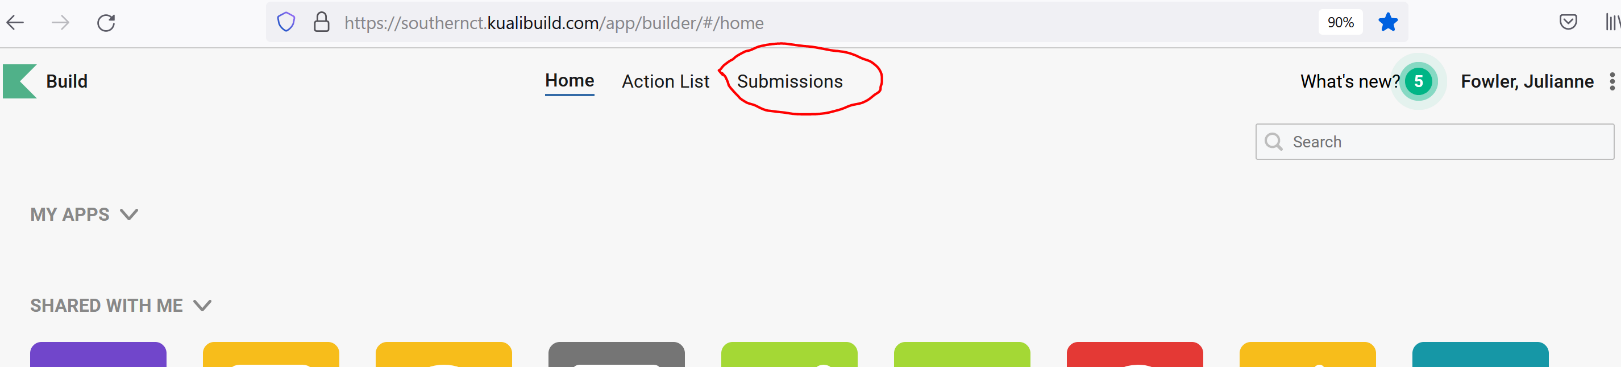 https://southernct.kualibuild.com/app/builder/#/home
90%
Build
Home
Action List
Submissions
What's new?
5
Fowler, Julianne
Search
MY APPS
SHARED WITH ME